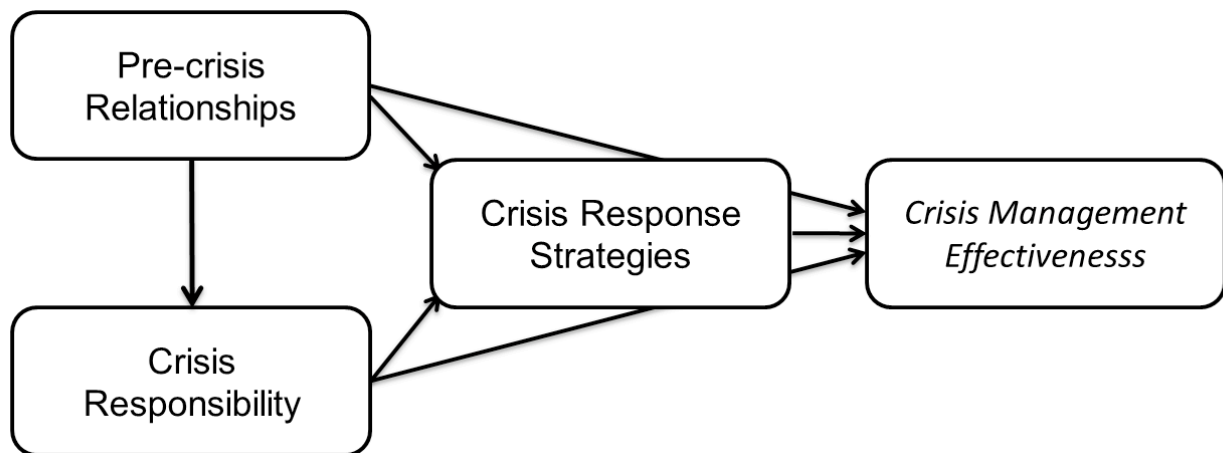 Pre-crisis
Relationships
Crisis Response
Strategies
Crisis Management
Effectivenesss
Crisis
Responsibility